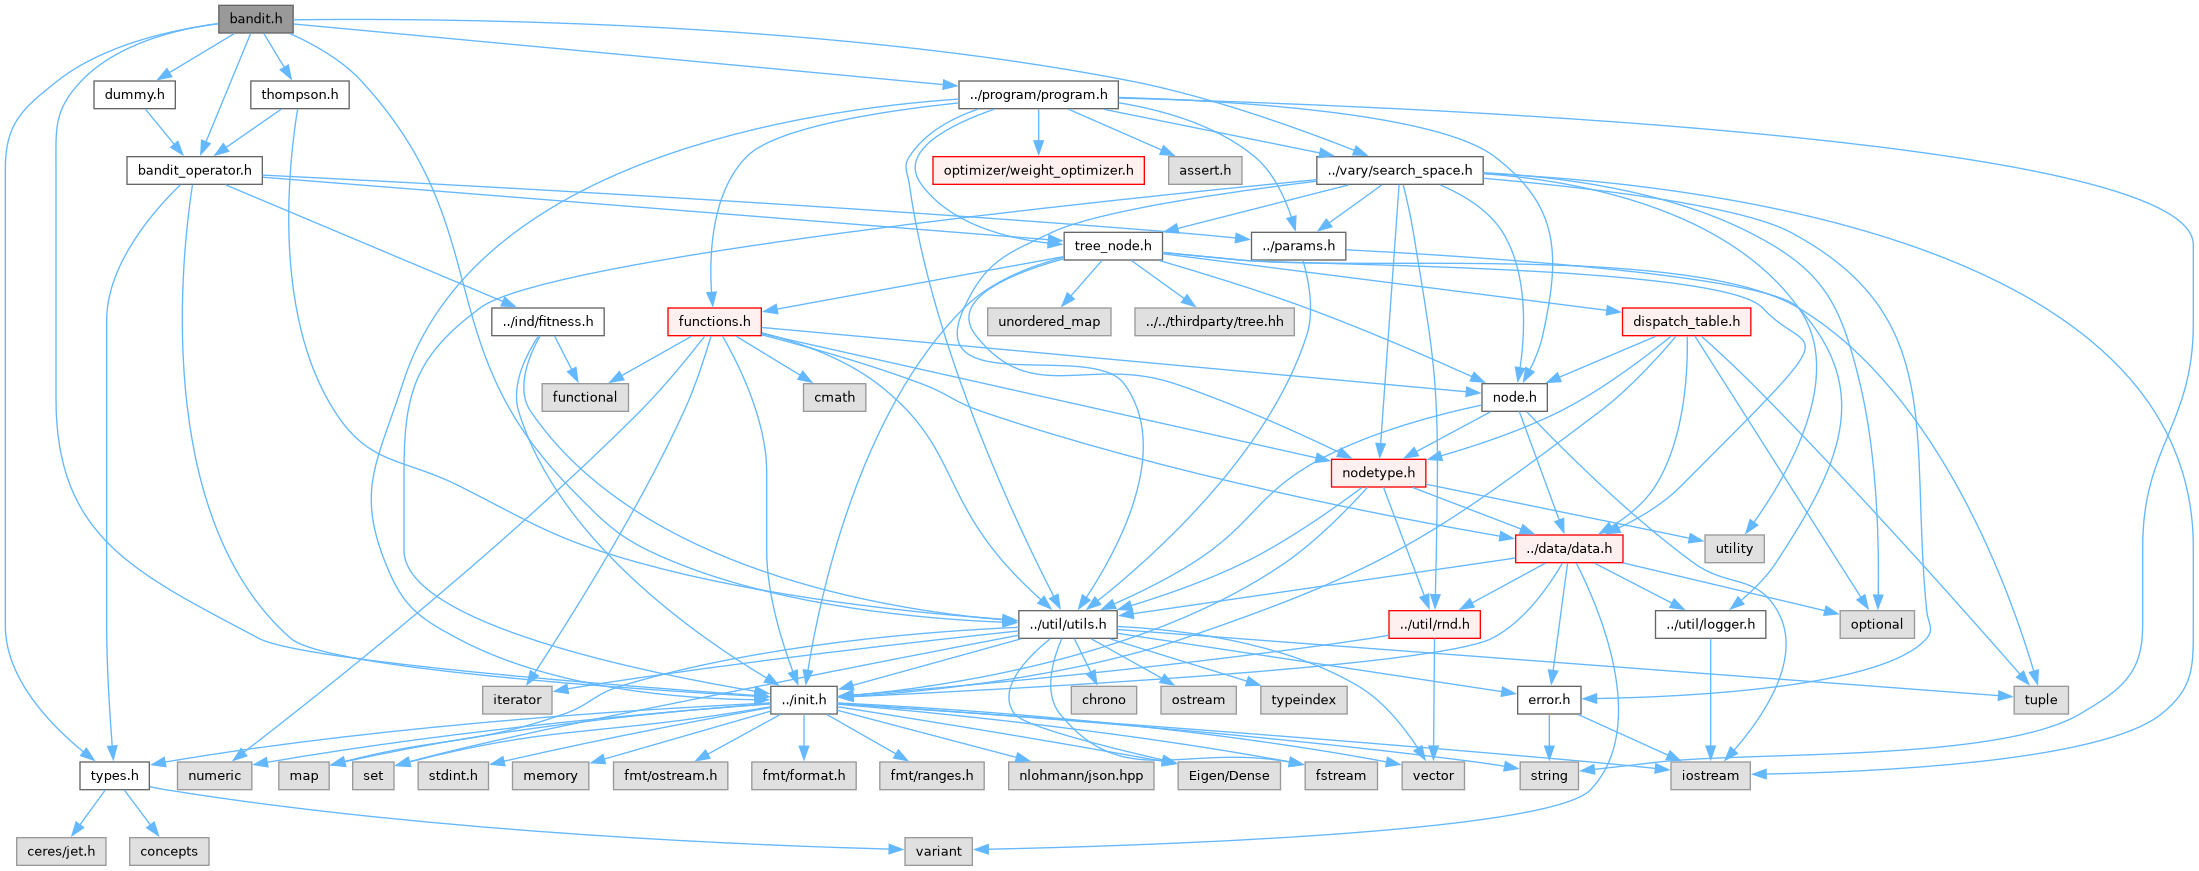 bandit.h
dummy.h
thompson.h
../program/program.h
bandit_operator.h
optimizer/weight_optimizer.h
assert.h
../vary/search_space.h
tree_node.h
../params.h
../ind/fitness.h
functions.h
unordered_map
../../thirdparty/tree.hh
dispatch_table.h
functional
cmath
node.h
nodetype.h
../data/data.h
utility
../util/utils.h
../util/rnd.h
../util/logger.h
optional
iterator
../init.h
chrono
ostream
typeindex
error.h
tuple
types.h
numeric
map
set
stdint.h
memory
fmt/ostream.h
fmt/format.h
fmt/ranges.h
nlohmann/json.hpp
Eigen/Dense
fstream
vector
string
iostream
ceres/jet.h
concepts
variant